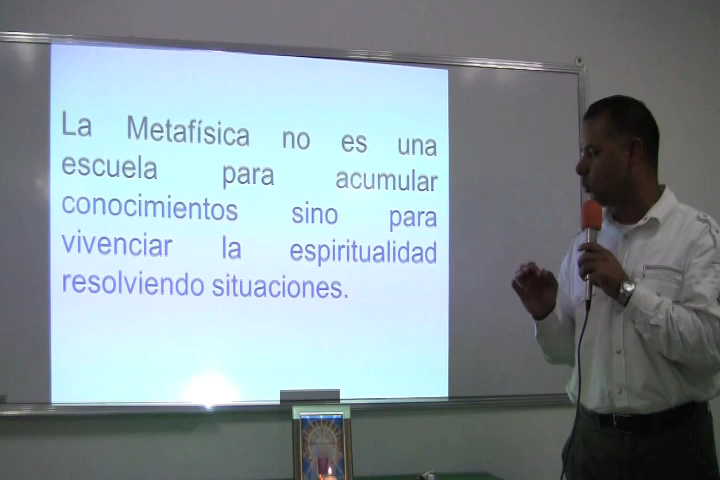 La Metafísica no es una
escuela para acumular
conocimientos sino para
vivenciar la espiritualidad
resolviendo situaciones.